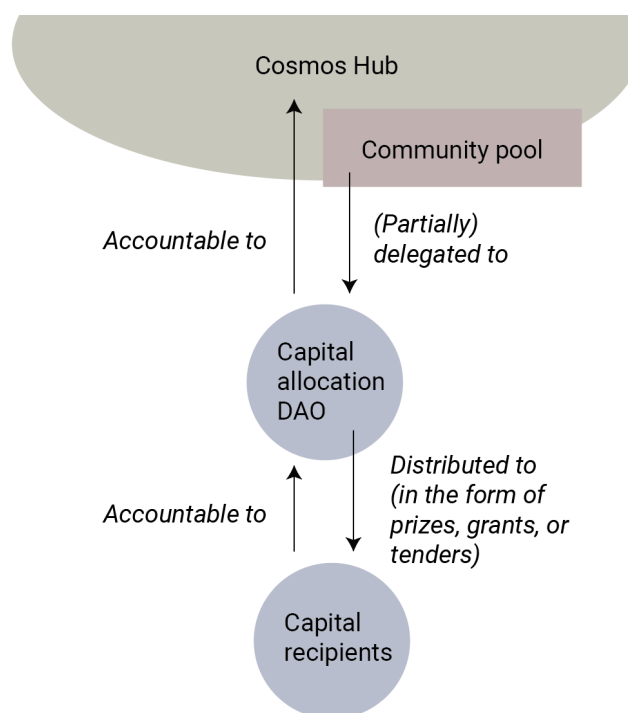 Cosmos Hub
Community pool
Accountable to
(Partially)
delegated to
Capital
allocation
DAO
Accountable to
Distributed to
(in the form of
prizes, grants, or
tenders)
Capital
recipients